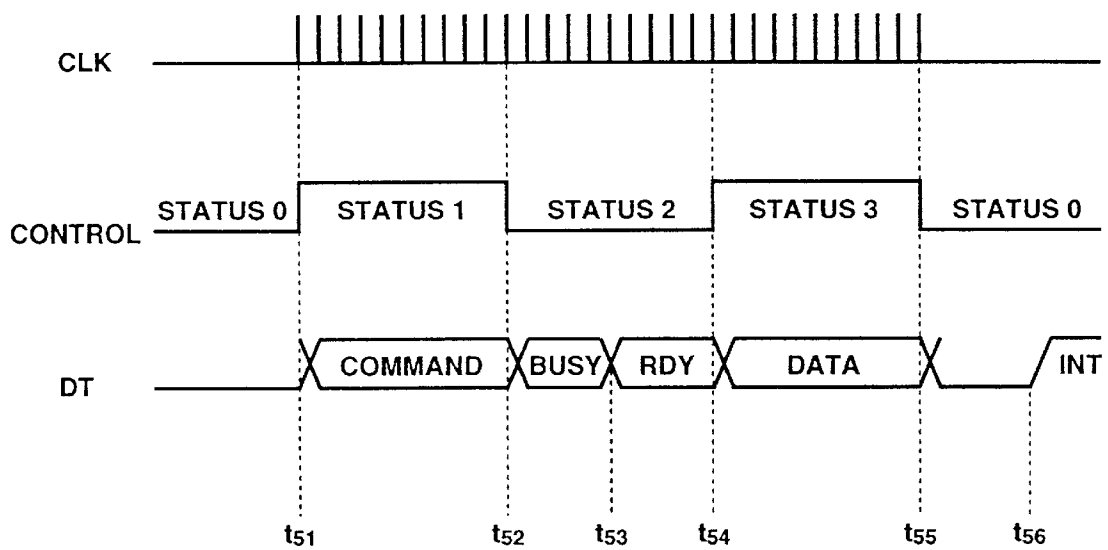 CLK
STATUS 0 STATUS 1 STATUS 2 STATUS 3 STATUS 0
CONTROL
COMMAND BUSY RDY DATA INT
DT
t51 t52 t53 t54 t55 t56